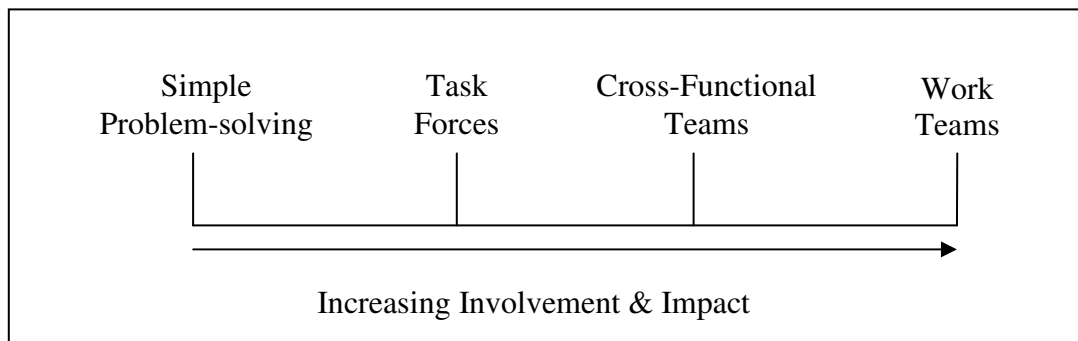 Simple
Problem-solving
Task
Forces
Cross-Functional
Teams
Work
Teams
Increasing Involvement & Impact